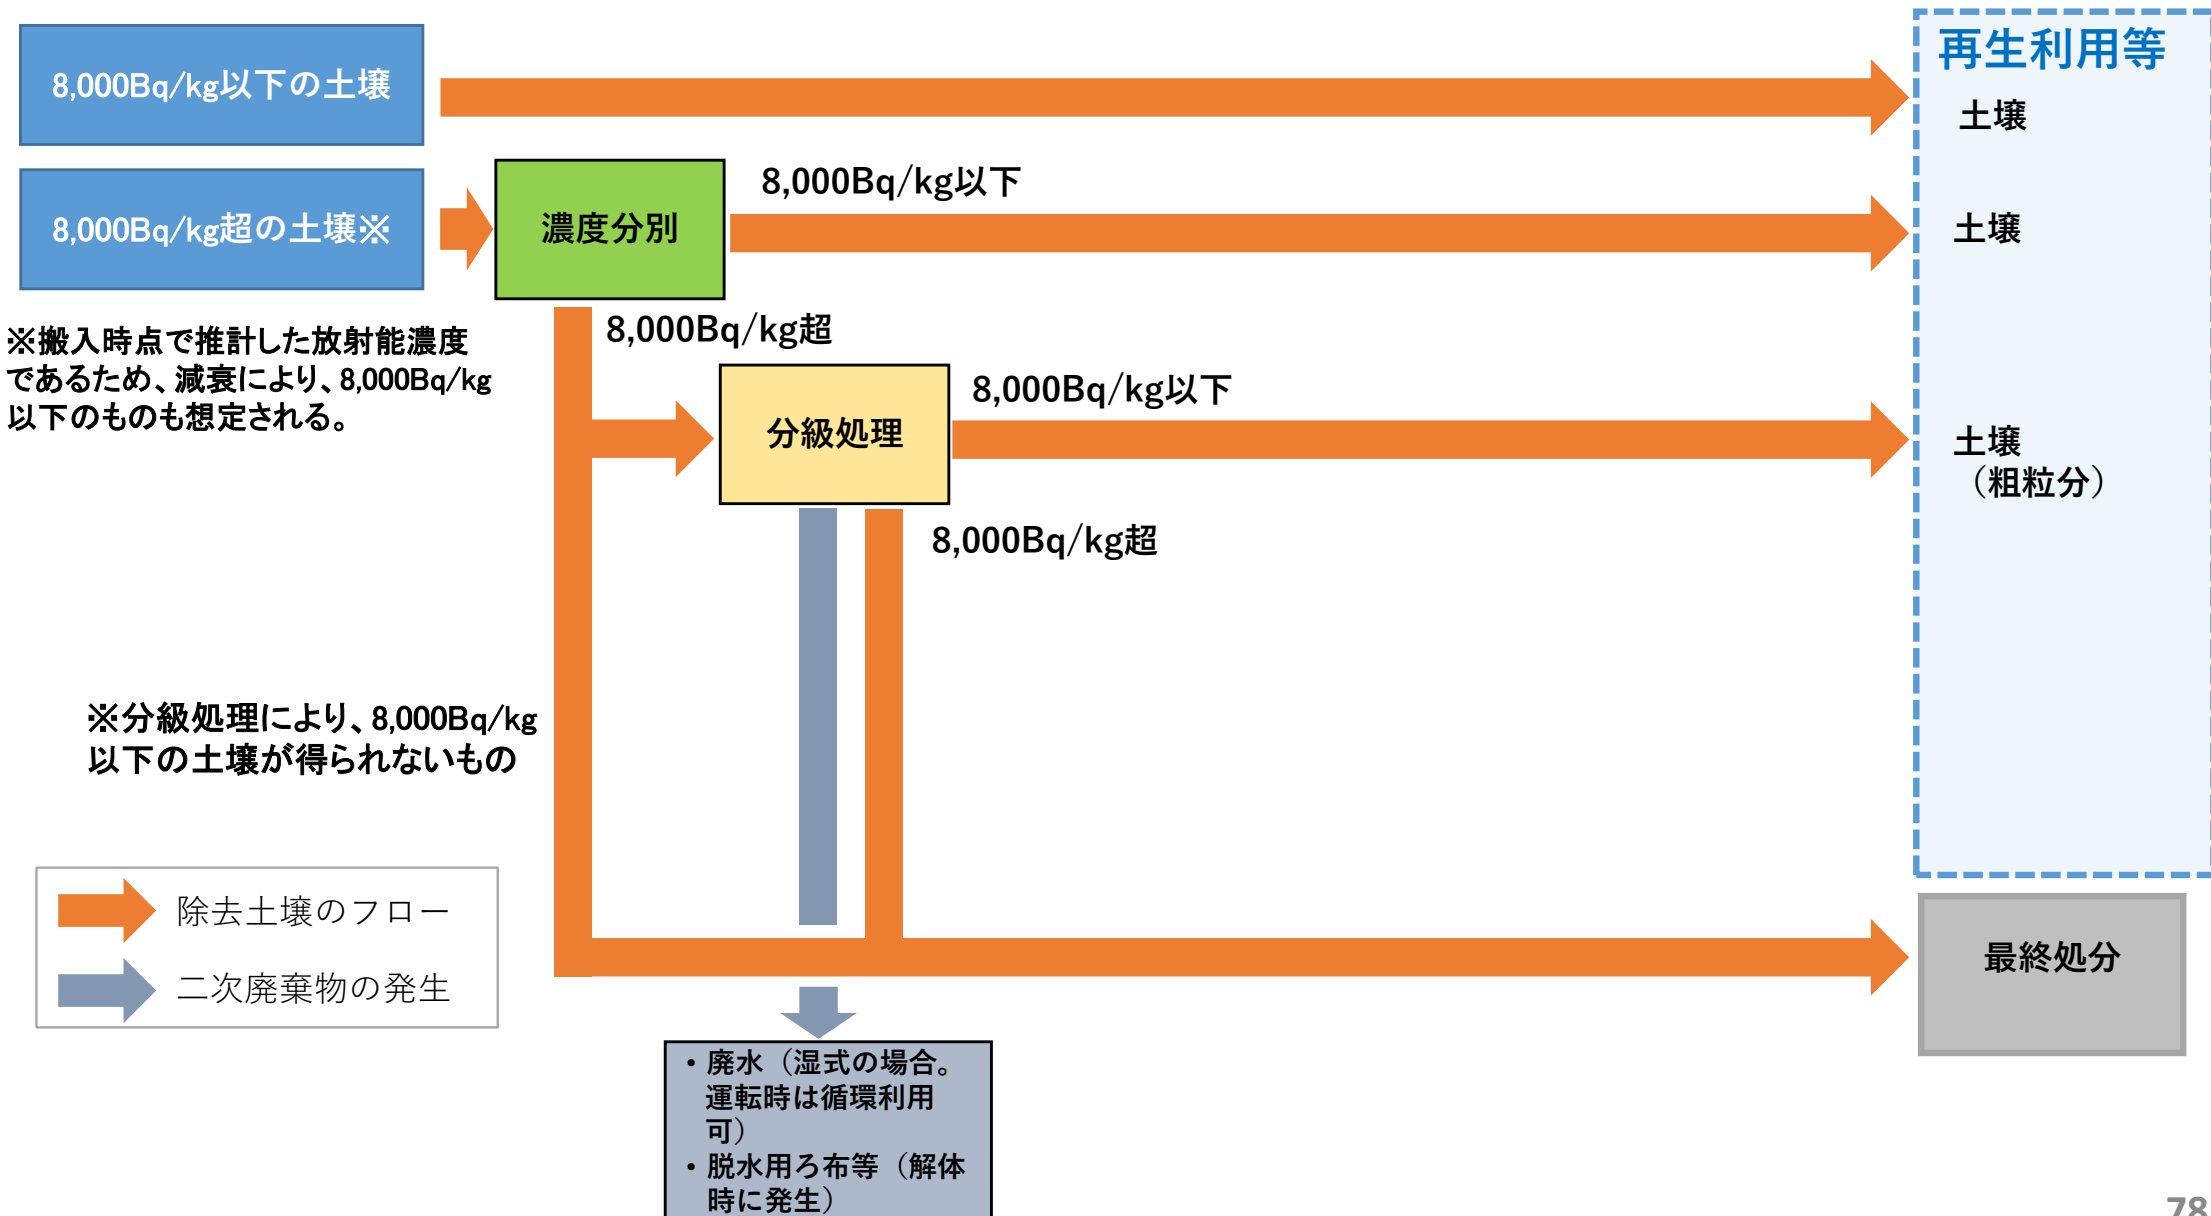 再生利用等
8,000Bq/kg以下の土壌
土壌
8,000Bq/kg超の土壌※
濃度分別
8,000Bq/kg以下
土壌
8,000Bq/kg超
※搬入時点で推計した放射能濃度
であるため、減衰により、8,000Bq/kg
以下のものも想定される。
分級処理
8,000Bq/kg以下
土壌
（粗粒分）
8,000Bq/kg超
※分級処理により、8,000Bq/kg
以下の土壌が得られないもの
除去土壌のフロー
二次廃棄物の発生
最終処分
・廃水（湿式の場合。
運転時は循環利用
可）
・脱水用ろ布等（解体
時に発生）
78